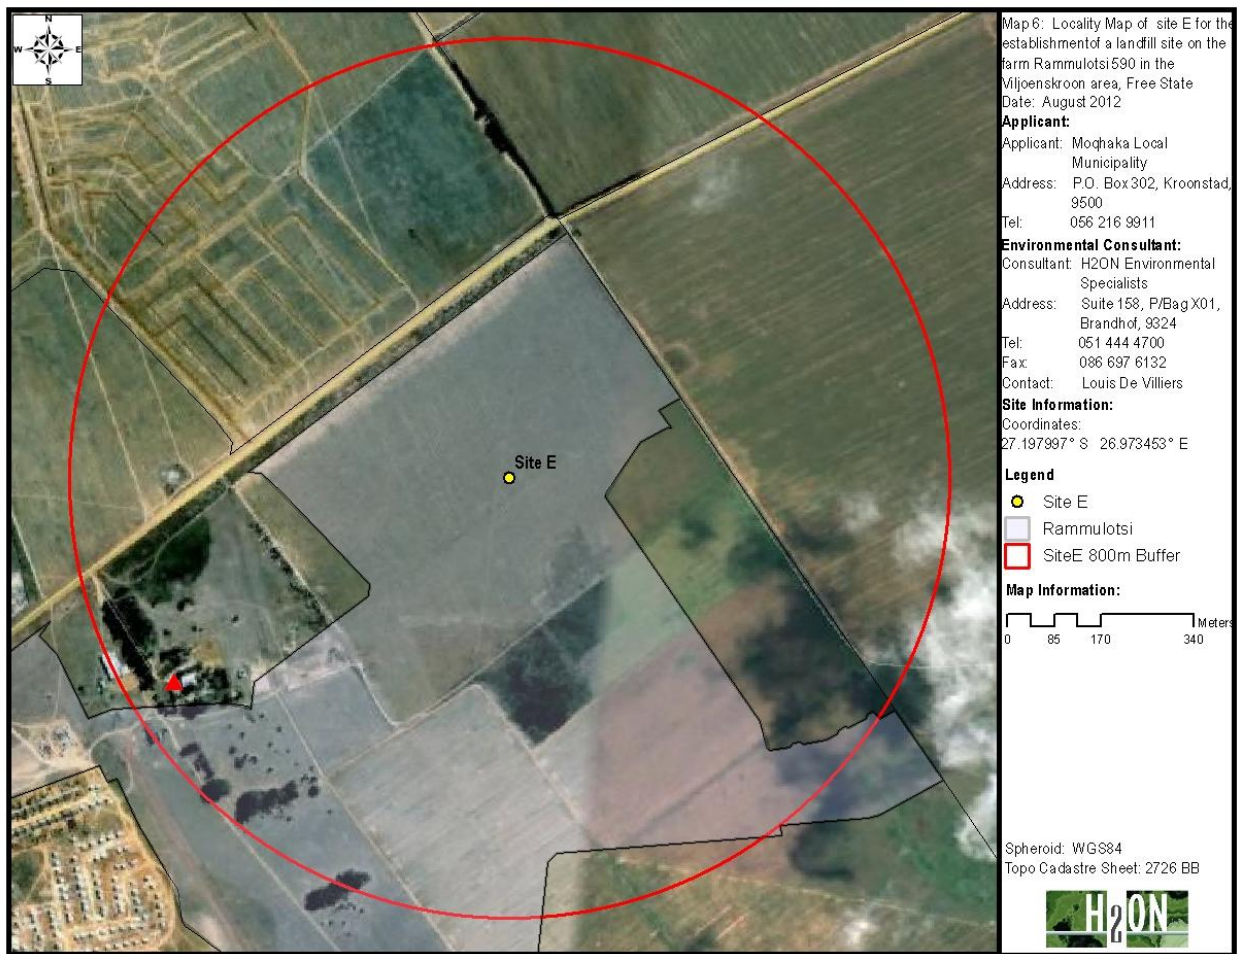 N
W E
S
Site E
Map 6: Locality Map of site E for the
establishmentof a landfill site on the
farm Rammulotsi 590 in the
Viljoenskroon area, Free State
Date: August 2012
Applicant:
Applicant: Moqhaka Local
Municipality
Address: P.O. Box 302, Kroonstad,
9500
Tel: 056 216 9911
Environmental Consultant:
Consultant: H2ON Environmental
Specialists
Address: Suite 158, P/Bag X01,
Brandhof, 9324
Tel: 051 444 4700
Fax: 086 697 6132
Contact: Louis De Villiers
Site Information:
Coordinates:
27.197997° S 26.973453° E
Legend
Site E
Rammulotsi
SiteE 800m Buffer
Map Information:
Meters
0 85 170 340
Spheroid: WGS84
Topo Cadastre Sheet: 2726 BB
H2ON